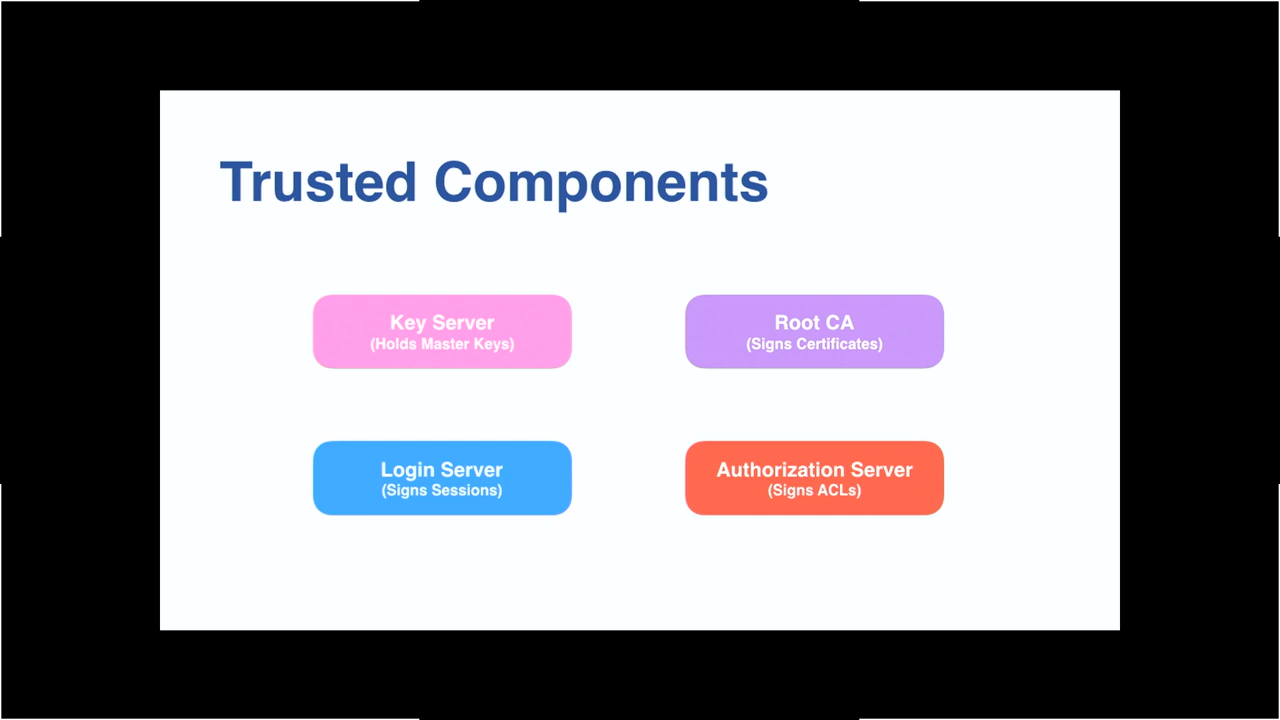 Trusted Components
Key Server
(Holds Master Keys)
Root CA
(Signs Certificates)
Login Server
(Signs Sessions)
Authorization Server
(Signs ACLs)